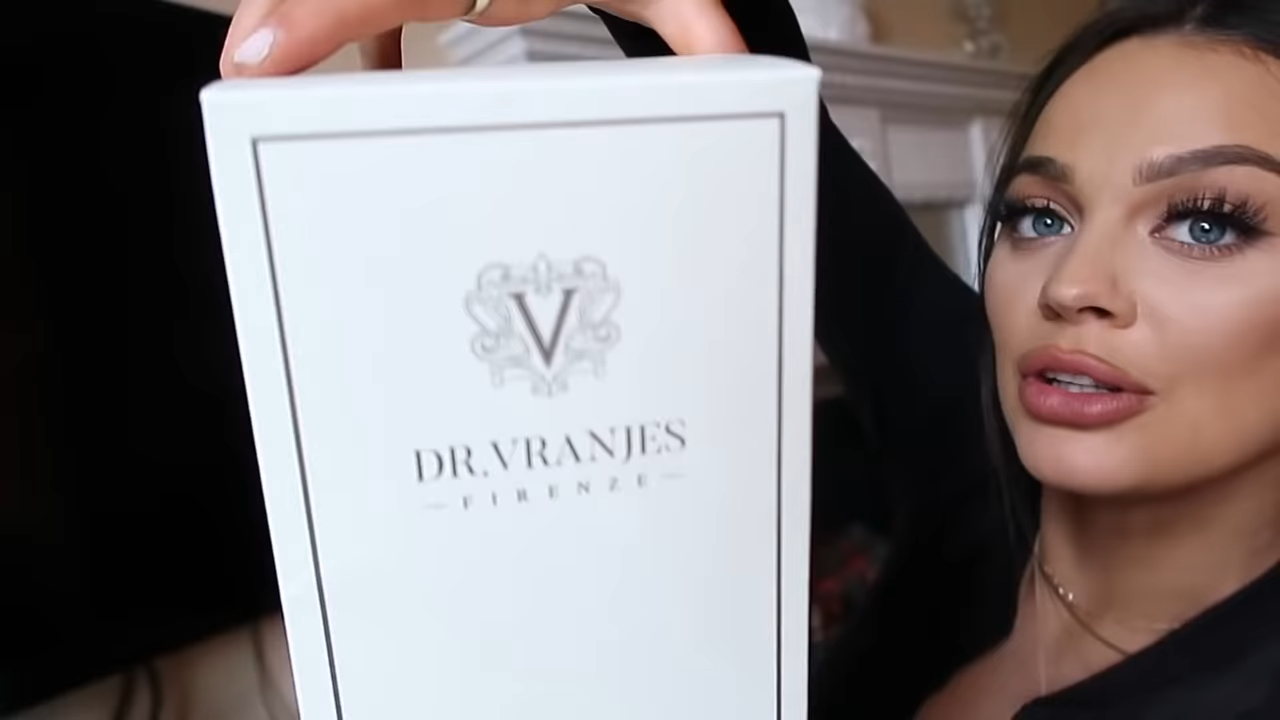 V
DR. VRANJES
— FIRENZE —